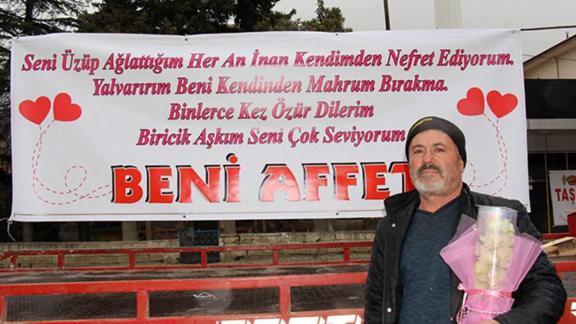 Seni Üzüp Ağlattığım Her An İnan Kendimden Nefret Ediyorum.
Yalvarırım Beni Kendinden Mahrum Bırakma.
Binlerce Kez Özür Dilerim
Biricik Aşkım Seni Çok Seviyorum
BENİ AFFET
TAŞ